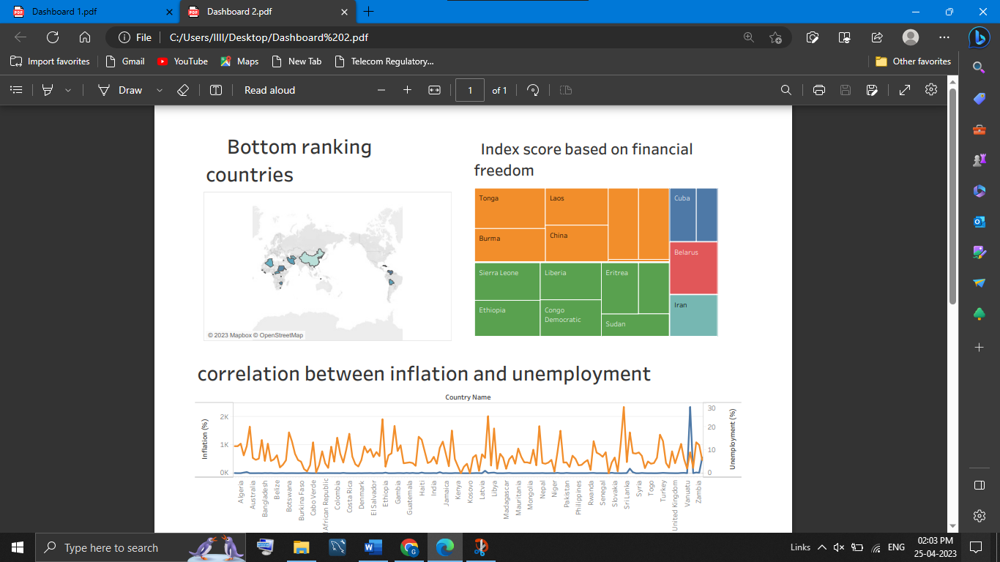 Dashboard 1.pdf
Dashboard 2.pdf
File
C:/Users/IIII/Desktop/Dashboard%202.pdf
Import favorites
Gmail
YouTube
Maps
New Tab
Telecom Regulatory...
Other favorites
Draw
Read aloud
1
of 1
Bottom ranking
countries
© 2023 Mapbox © OpenStreetMap
Index score based on financial
freedom
Tonga
Laos
Cuba
Burma
China
Belarus
Sierra Leone
Liberia
Eritrea
Iran
Ethiopia
Congo
Democratic
Sudan
correlation between inflation and unemployment
Country Name
Inflation (%)
2K
1K
0K
30
20
10
0
Unemployment (%)
Algeria
Australia
Bangladesh
Belize
Botswana
Burkina Faso
Cabo Verde
African Republic
Colombia
Costa Rica
Denmark
El Salvador
Ethiopia
Gambia
Guatemala
Haiti
India
Jamaica
Kenya
Kosovo
Latvia
Libya
Madagascar
Mauritania
Mongolia
Nepal
Niger
Pakistan
Philippines
Rwanda
Senegal
Slovakia
Sri Lanka
Syria
Togo
Turkey
United Kingdom
Vanuatu
Zambia
Type here to search
Links
ENG
02:03 PM
25-04-2023